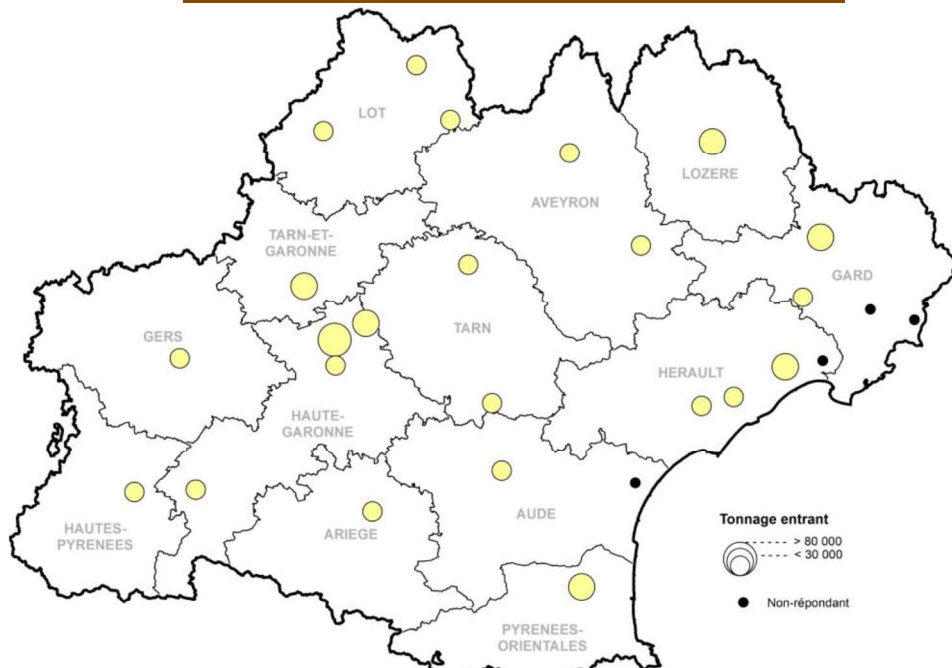 LOT
LOZERE
AVEYRON
TARN-ET-
GARONNE
GARD
GERS
TARN
HERAULT
HAUTE-
GARONNE
HAUTES-
PYRENEES
ARIEGE
AUDE
PYRENEES-
ORIENTALES
Tonnage entrant
> 80 000
< 30 000
Non-répondant